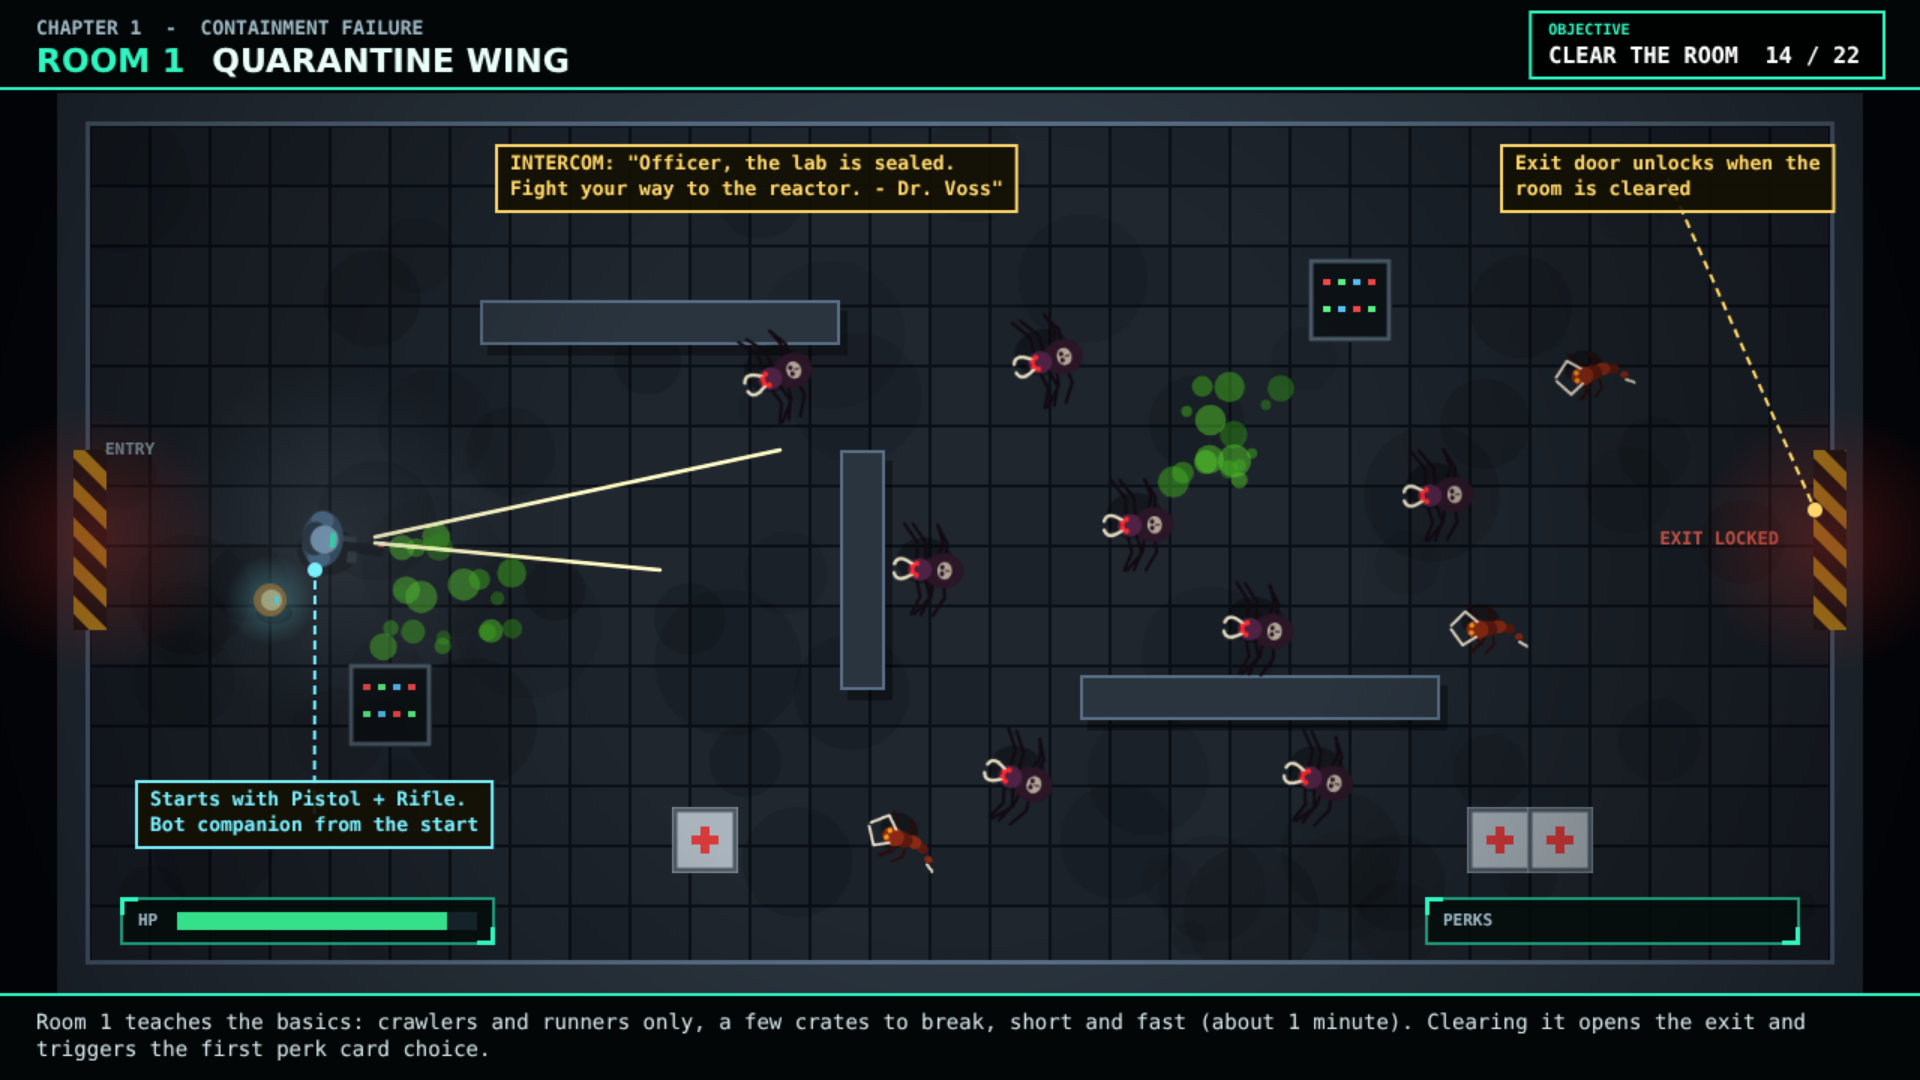 CHAPTER 1  -  CONTAINMENT FAILURE
ROOM 1  QUARANTINE WING
OBJECTIVE
CLEAR THE ROOM  14 / 22
INTERCOM: "Officer, the lab is sealed.
Fight your way to the reactor. - Dr. Voss"
Exit door unlocks when the
room is cleared
ENTRY
EXIT LOCKED
Starts with Pistol + Rifle.
Bot companion from the start
HP
PERKS
Room 1 teaches the basics: crawlers and runners only, a few crates to break, short and fast (about 1 minute). Clearing it opens the exit and
triggers the first perk card choice.